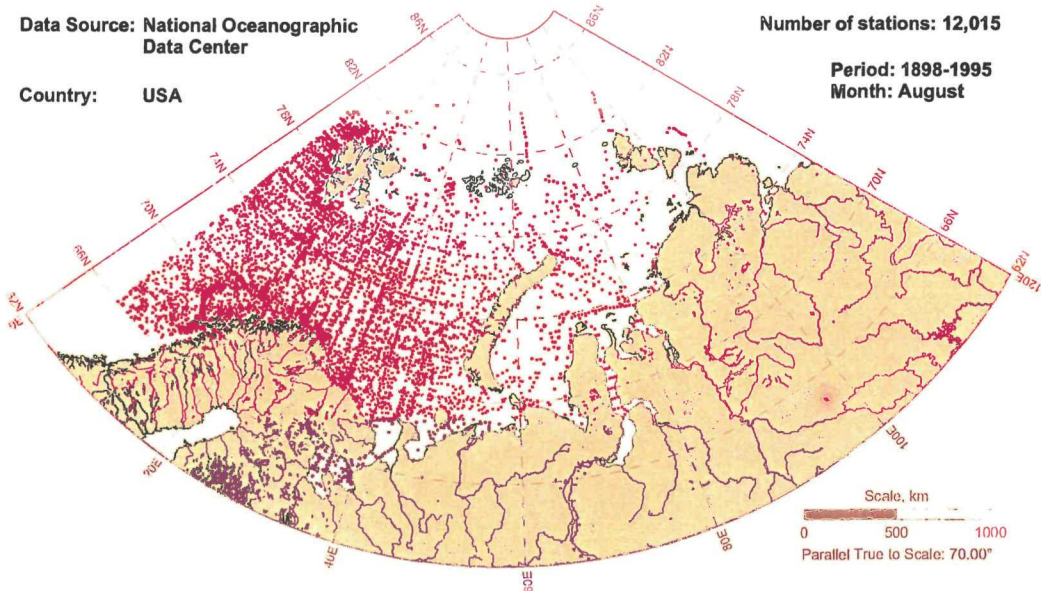 Data Source: National Oceanographic
Data Center
Country: USA
Number of stations: 12,015
Period: 1898-1995
Month: August
86N
86N
82N
82N
78N
78N
74N
74N
70N
70N
66N
66N
62N
120E
20E
40E
60E
80E
100E
Scale, km
0 500 1000
Parallel True to Scale: 70.00°